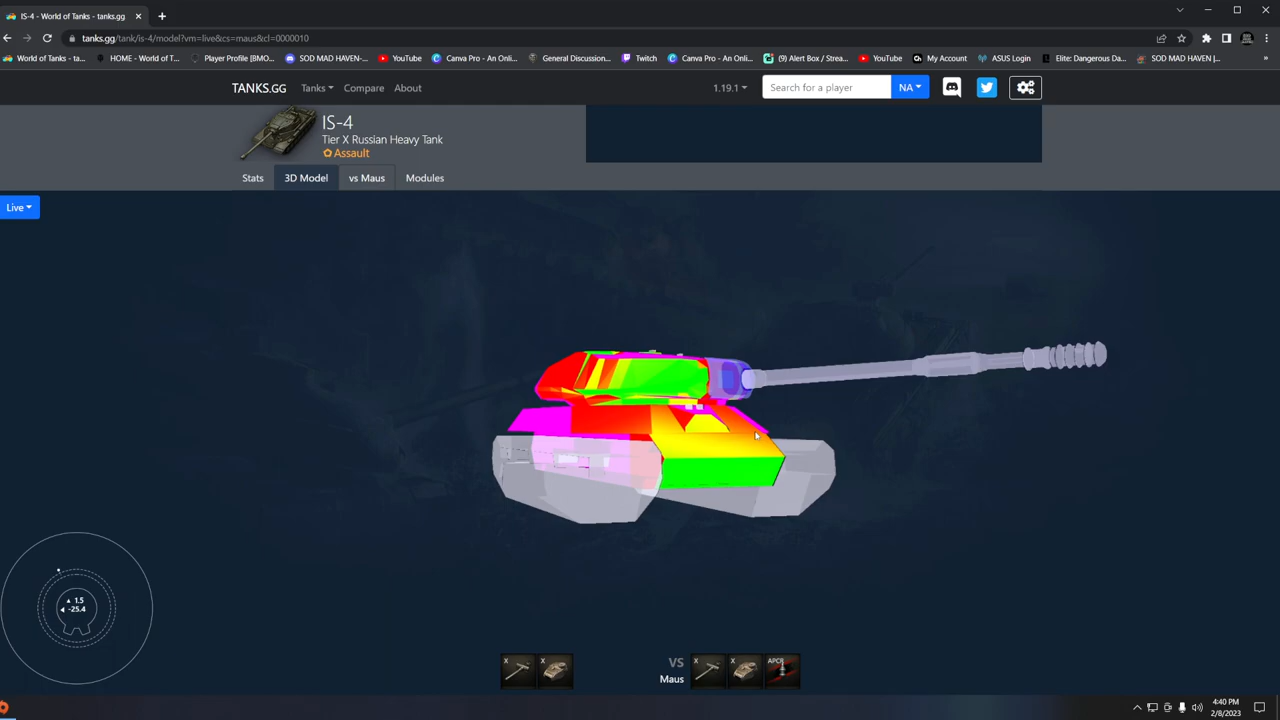 IS-4 - World of Tanks - tanks.gg
tanks.gg/tank/is-4/model?vm=live&cs=maus&cl=0000010
World of Tanks - ta...
HOME - World of T...
Player Profile [BMO...
SOD MAD HAVEN-...
YouTube
Canva Pro - An Onli...
General Discussion...
Twitch
Canva Pro - An Onli...
(9) Alert Box / Strea...
YouTube
My Account
ASUS Login
Elite: Dangerous Da...
SOD MAD HAVEN |...
»
TANKS.GG Tanks Compare About 1.19.1 Search for a player NA
IS-4
Tier X Russian Heavy Tank
Assault
Stats 3D Model vs Maus Modules
Live
1.5
-25.4
X X VS X X APCR
Maus
4:40 PM
2/8/2023